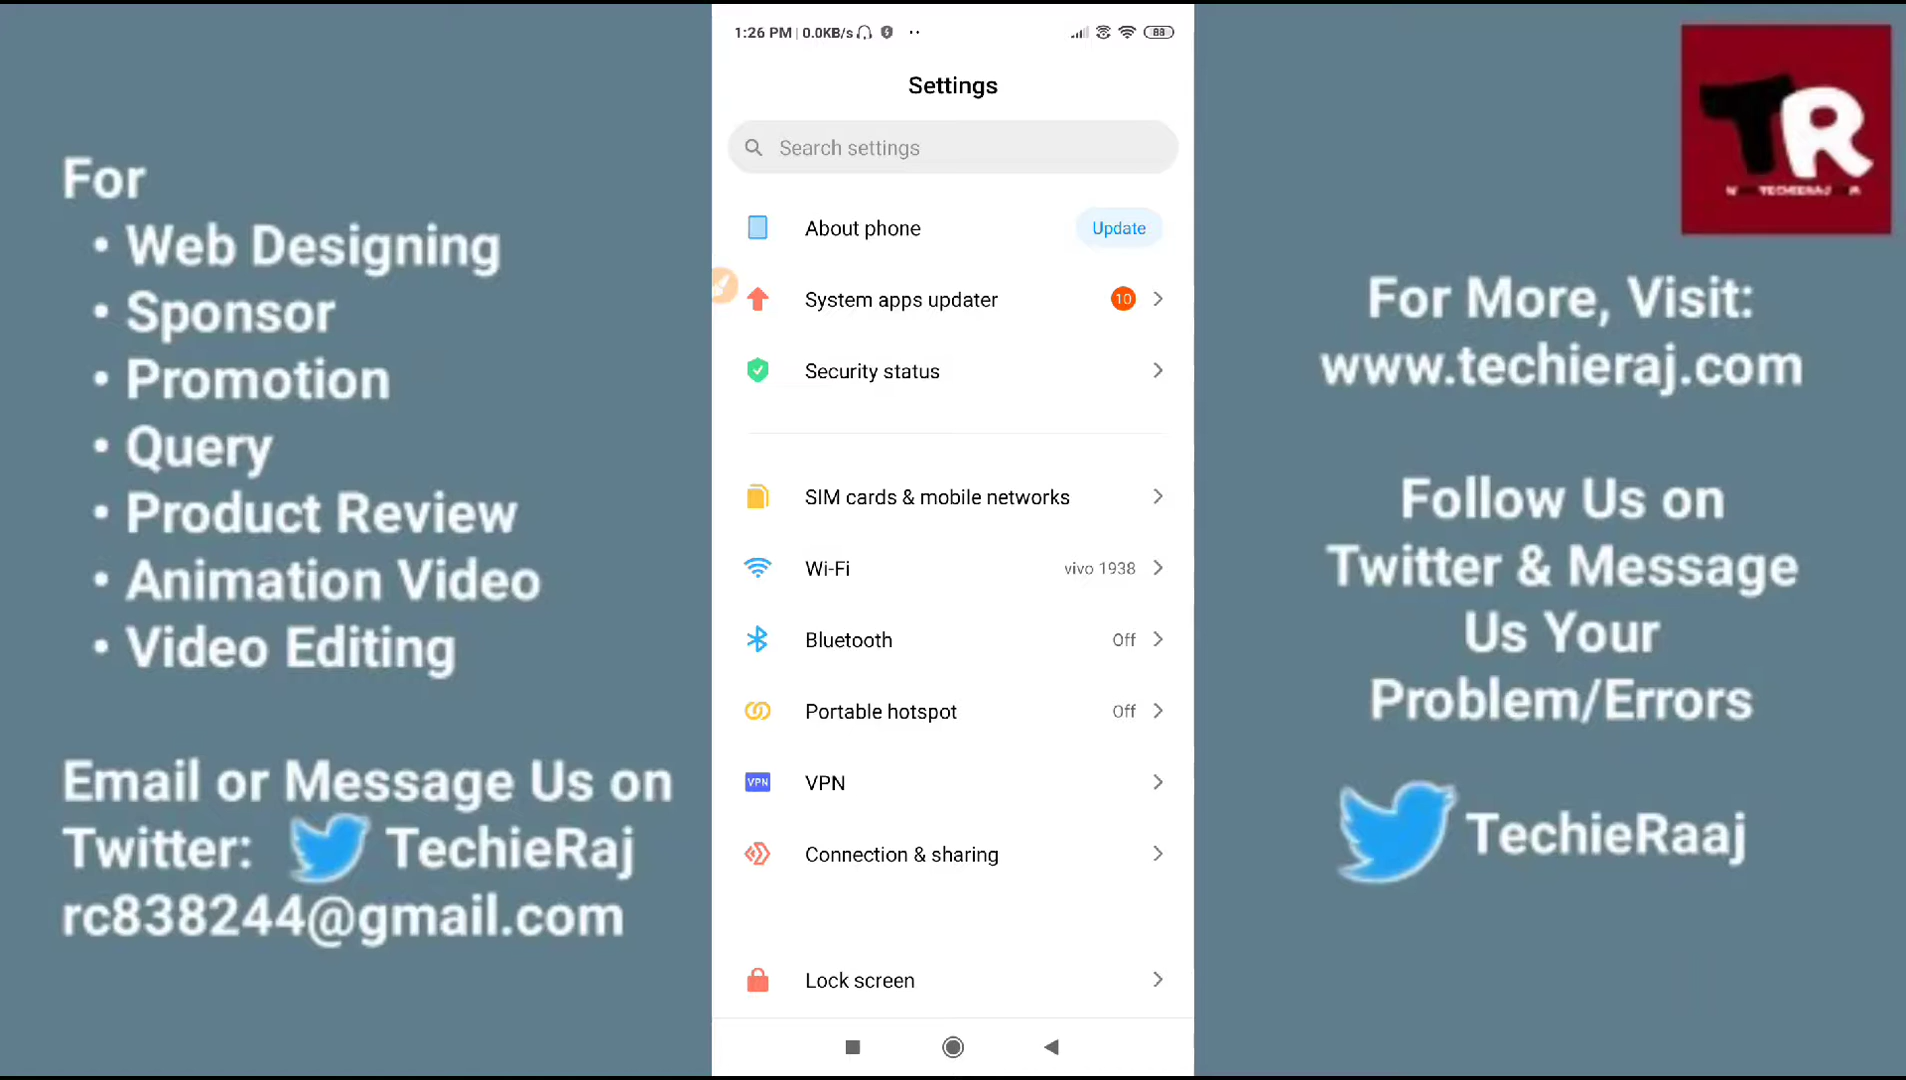 For
• Web Designing
• Sponsor
• Promotion
• Query
• Product Review
• Animation Video
• Video Editing
Email or Message Us on
Twitter: TechieRaj
rc838244@gmail.com
1:26 PM | 0.0KB/s
88
Settings
Search settings
About phone Update
System apps updater 10
Security status
SIM cards & mobile networks
Wi-Fi vivo 1938
Bluetooth Off
Portable hotspot Off
VPN VPN
Connection & sharing
Lock screen
TR
For More, Visit:
www.techieraj.com
Follow Us on
Twitter & Message
Us Your
Problem/Errors
TechieRaaj